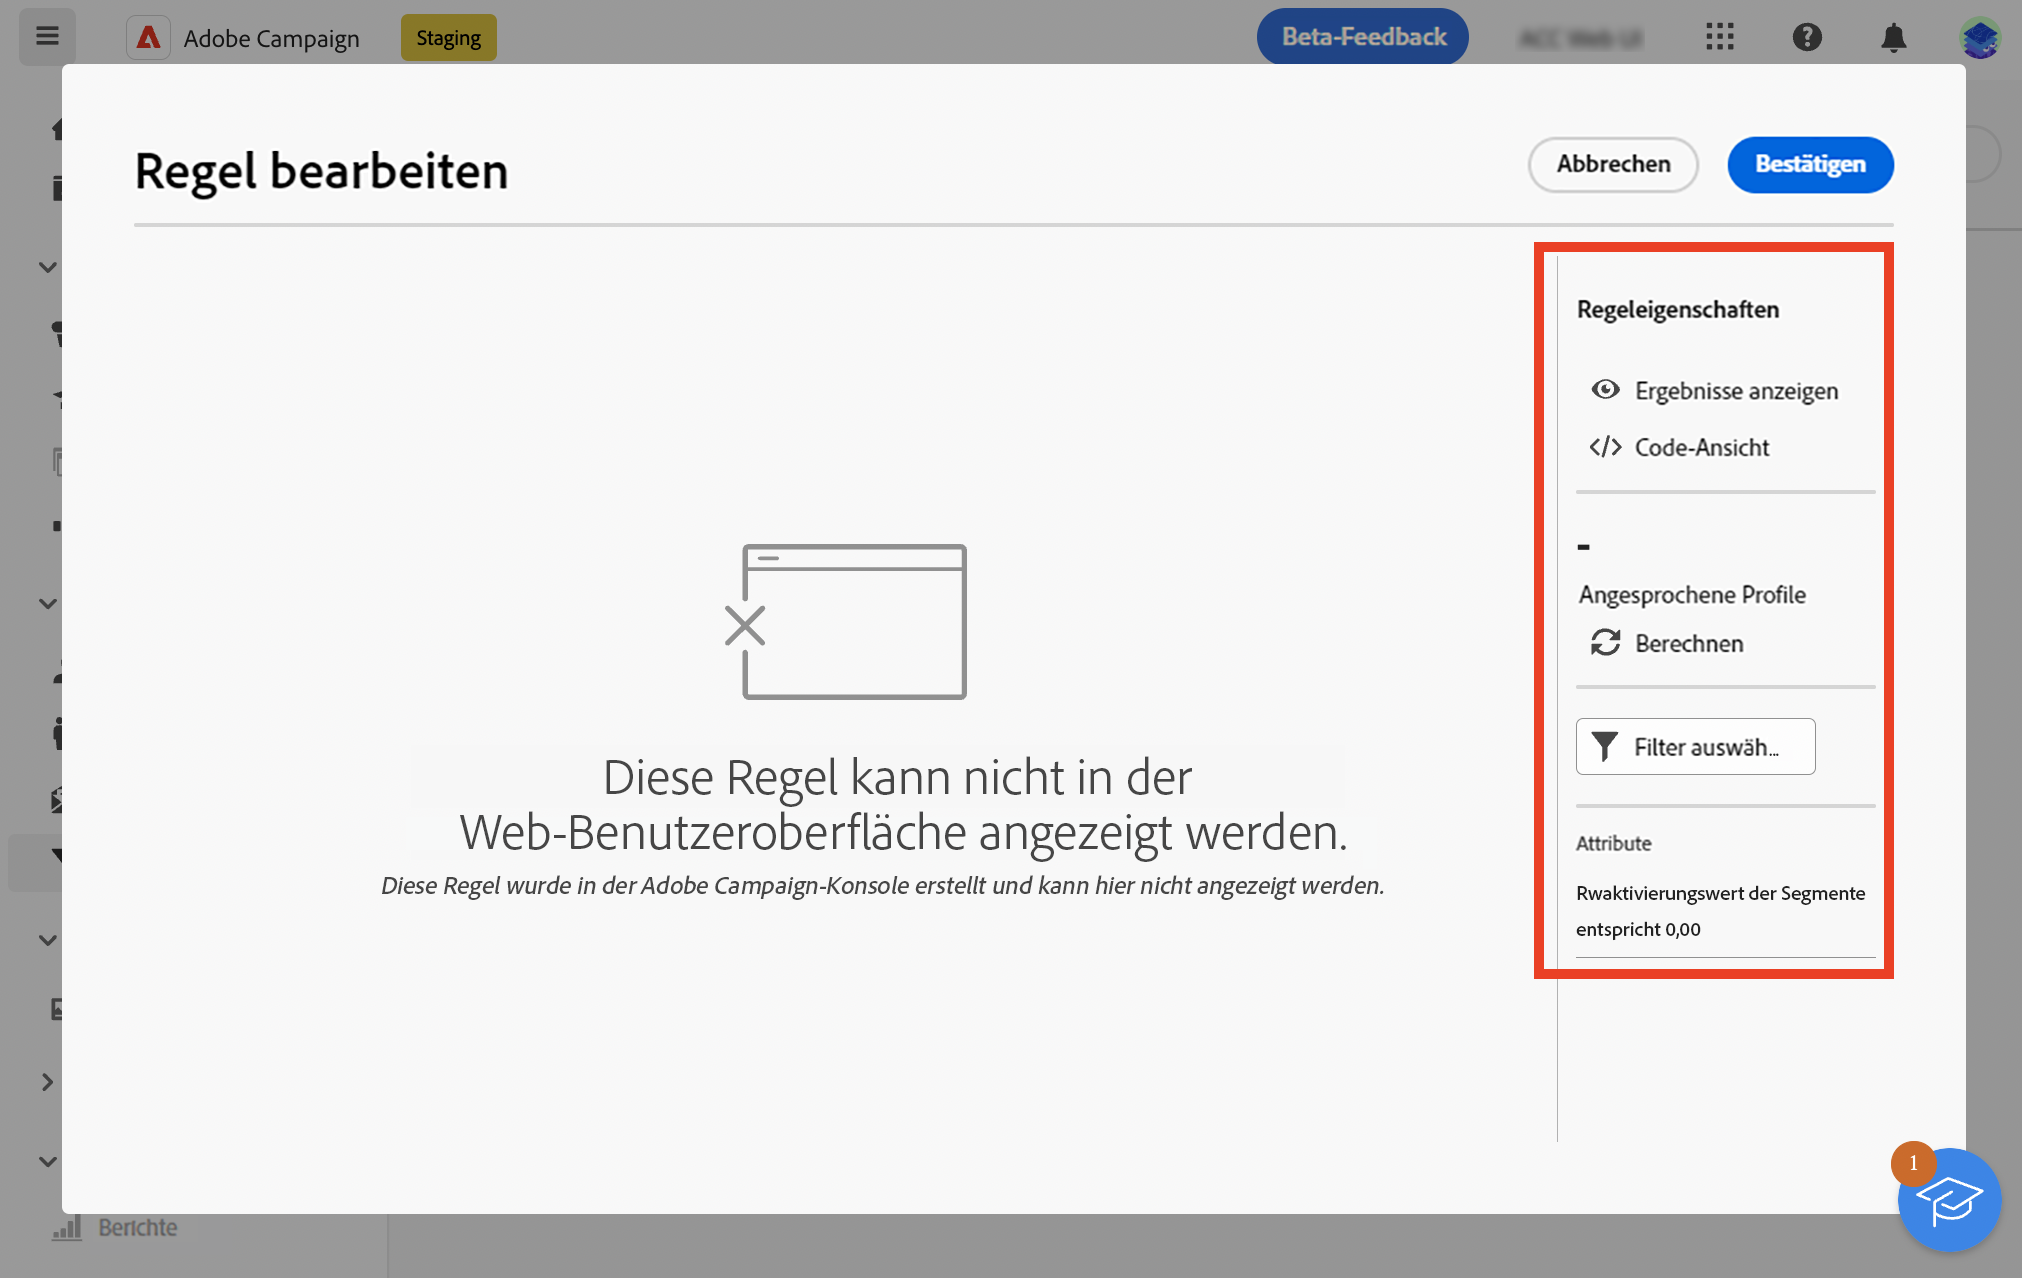 Adobe Campaign
Staging
Beta-Feedback
Regel bearbeiten
Abbrechen
Bestätigen
Regeleigenschaften
Ergebnisse anzeigen
Code-Ansicht
-
Angesprochene Profile
Berechnen
Filter auswäh...
Attribute
Rwaktivierungswert der Segmente
entspricht 0,00
Diese Regel kann nicht in der
Web-Benutzeroberfläche angezeigt werden.
Diese Regel wurde in der Adobe Campaign-Konsole erstellt und kann hier nicht angezeigt werden.
1
Berichte